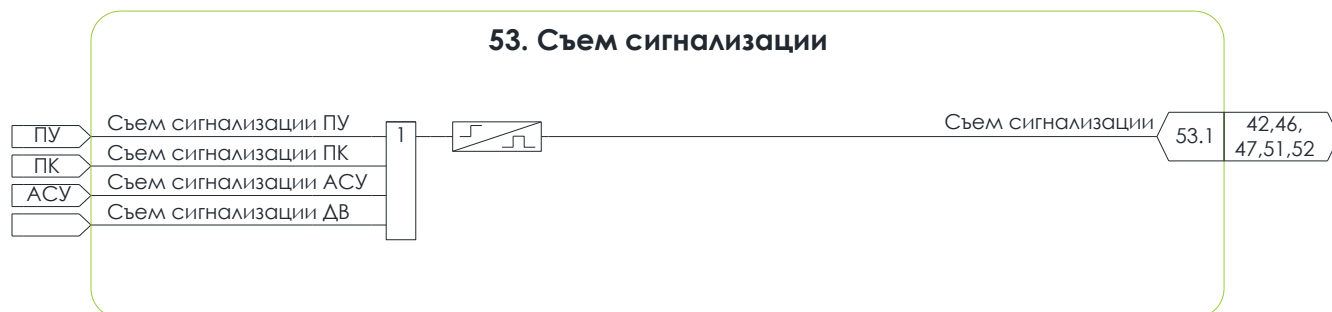 53. Съем сигнализации
ПУ
Съем сигнализации ПУ
1
Съем сигнализации
53.1
42,46,
47,51,52
ПК
Съем сигнализации ПК
АСУ
Съем сигнализации АСУ
Съем сигнализации ДВ